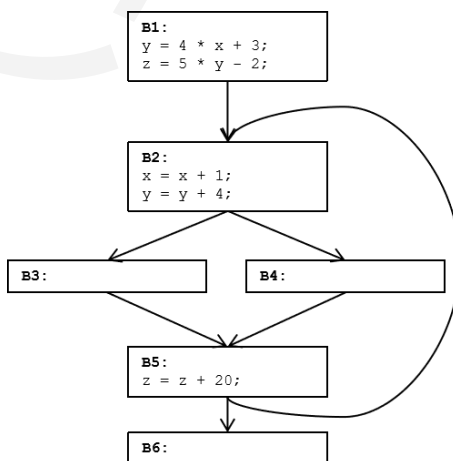 B1:
y = 4 * x + 3;
z = 5 * y - 2;
B2:
x = x + 1;
y = y + 4;
B3:
B4:
B5:
z = z + 20;
B6: